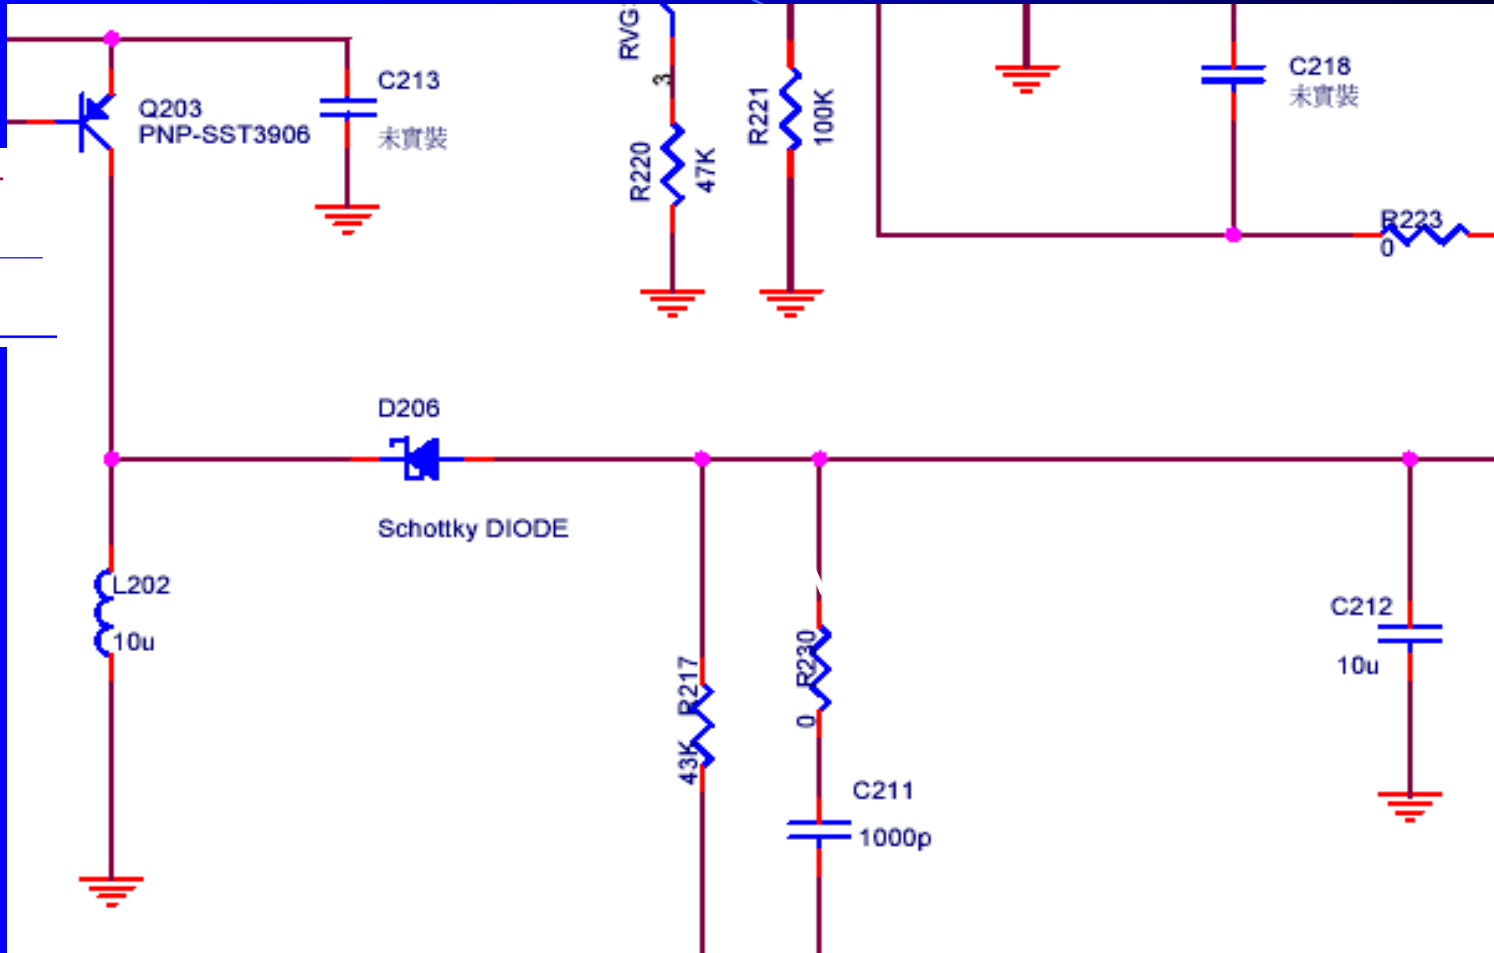 C213
Q203
PNP-SST3906
未實裝
RVG
3
R220
47K
R221
100K
C218
未實裝
R223
0
D206
Schottky DIODE
L202
10u
R217
43K
R230
0
C211
1000p
C212
10u